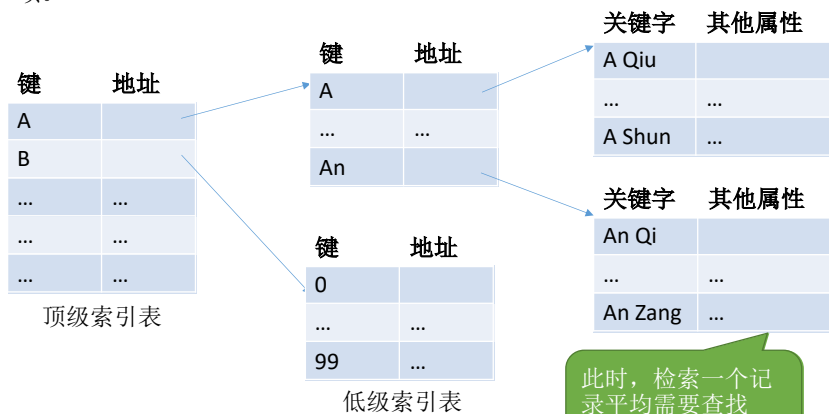 键 地址
A
B
… …
… …
… …
顶级索引表
键 地址
A
… …
An
键 地址
0
… …
99 …
低级索引表
关键字 其他属性
A Qiu
… …
A Shun …
关键字 其他属性
An Qi
… …
An Zang …
此时，检索一个记
录平均需要查找